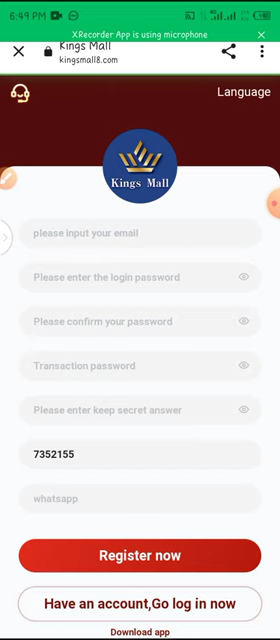 6:49 PM
XRecorder App is using microphone
Kings Mall
kingsmall8.com
Language
Kings Mall
please input your email
Please enter the login password
Please confirm your password
Transaction password
Please enter keep secret answer
7352155
whatsapp
Register now
Have an account,Go log in now
Download app